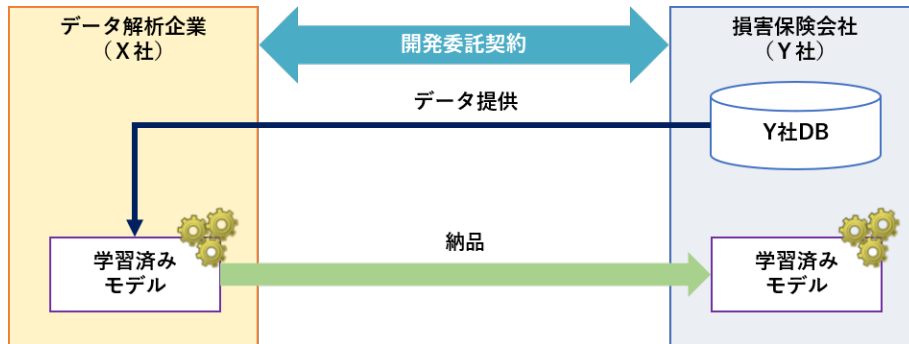 データ解析企業
（X社）
開発委託契約
損害保険会社
（Y社）
データ提供
Y社DB
納品
学習済み
モデル
学習済み
モデル